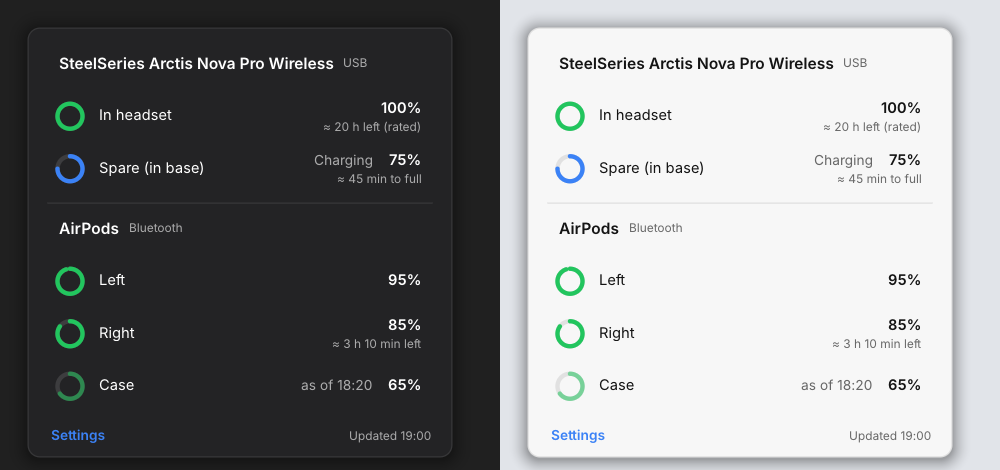 SteelSeries Arctis Nova Pro Wireless USB
In headset 100%
≈ 20 h left (rated)
Spare (in base) Charging 75%
≈ 45 min to full
AirPods Bluetooth
Left 95%
Right 85%
≈ 3 h 10 min left
Case as of 18:20 65%
Settings Updated 19:00
SteelSeries Arctis Nova Pro Wireless USB
In headset 100%
≈ 20 h left (rated)
Spare (in base) Charging 75%
≈ 45 min to full
AirPods Bluetooth
Left 95%
Right 85%
≈ 3 h 10 min left
Case as of 18:20 65%
Settings Updated 19:00